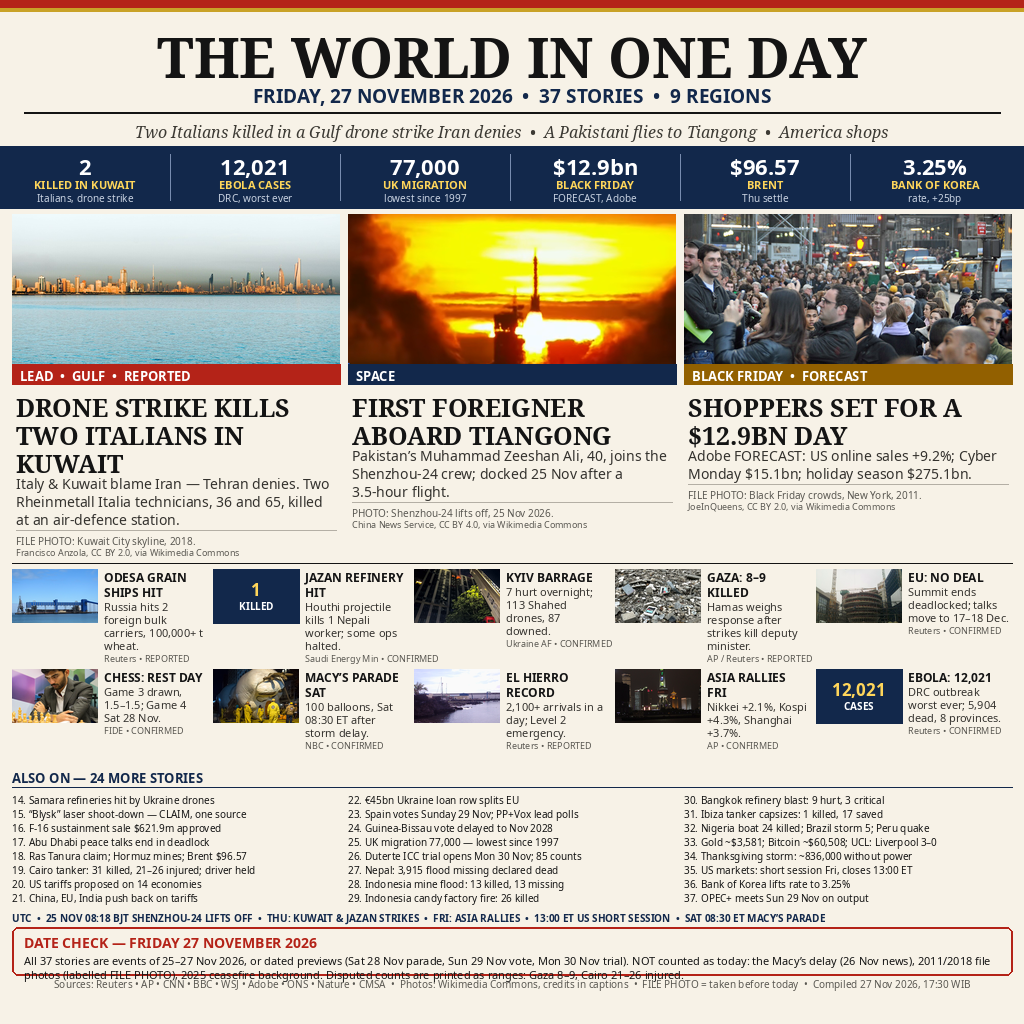 THE WORLD IN ONE DAY
FRIDAY, 27 NOVEMBER 2026 • 37 STORIES • 9 REGIONS
Two Italians killed in a Gulf drone strike Iran denies • A Pakistani flies to Tiangong • America shops
2
KILLED IN KUWAIT
Italians, drone strike
12,021
EBOLA CASES
DRC, worst ever
77,000
UK MIGRATION
lowest since 1997
$12.9bn
BLACK FRIDAY
FORECAST, Adobe
$96.57
BRENT
Thu settle
3.25%
BANK OF KOREA
rate, +25bp
LEAD • GULF • REPORTED
DRONE STRIKE KILLS
TWO ITALIANS IN
KUWAIT
Italy & Kuwait blame Iran — Tehran denies. Two
Rheinmetall Italia technicians, 36 and 65, killed
at an air-defence station.
FILE PHOTO: Kuwait City skyline, 2018.
Francisco Anzola, CC BY 2.0, via Wikimedia Commons
SPACE
FIRST FOREIGNER
ABOARD TIANGONG
Pakistan’s Muhammad Zeeshan Ali, 40, joins the
Shenzhou-24 crew; docked 25 Nov after a
3.5-hour flight.
PHOTO: Shenzhou-24 lifts off, 25 Nov 2026.
China News Service, CC BY 4.0, via Wikimedia Commons
BLACK FRIDAY • FORECAST
SHOPPERS SET FOR A
$12.9BN DAY
Adobe FORECAST: US online sales +9.2%; Cyber
Monday $15.1bn; holiday season $275.1bn.
FILE PHOTO: Black Friday crowds, New York, 2011.
JoeInQueens, CC BY 2.0, via Wikimedia Commons
ODESA GRAIN
SHIPS HIT
Russia hits 2
foreign bulk
carriers, 100,000+ t
wheat.
Reuters • REPORTED
1
KILLED
JAZAN REFINERY
HIT
Houthi projectile
kills 1 Nepali
worker; some ops
halted.
Saudi Energy Min • CONFIRMED
KYIV BARRAGE
7 hurt overnight;
113 Shahed
drones, 87
downed.
Ukraine AF • CONFIRMED
GAZA: 8–9
KILLED
Hamas weighs
response after
strikes kill deputy
minister.
AP / Reuters • REPORTED
EU: NO DEAL
Summit ends
deadlocked; talks
move to 17–18 Dec.
Reuters • CONFIRMED
CHESS: REST DAY
Game 3 drawn,
1.5–1.5; Game 4
Sat 28 Nov.
FIDE • CONFIRMED
MACY’S PARADE
SAT
100 balloons, Sat
08:30 ET after
storm delay.
NBC • CONFIRMED
EL HIERRO
RECORD
2,100+ arrivals in a
day; Level 2
emergency.
Reuters • REPORTED
ASIA RALLIES
FRI
Nikkei +2.1%, Kospi
+4.3%, Shanghai
+3.7%.
AP • CONFIRMED
12,021
CASES
EBOLA: 12,021
DRC outbreak
worst ever; 5,904
dead, 8 provinces.
Reuters • CONFIRMED
ALSO ON — 24 MORE STORIES
14. Samara refineries hit by Ukraine drones
15. “Blysk” laser shoot-down — CLAIM, one source
16. F-16 sustainment sale $621.9m approved
17. Abu Dhabi peace talks end in deadlock
18. Ras Tanura claim; Hormuz mines; Brent $96.57
19. Cairo tanker: 31 killed, 21–26 injured; driver held
20. US tariffs proposed on 14 economies
21. China, EU, India push back on tariffs
22. €45bn Ukraine loan row splits EU
23. Spain votes Sunday 29 Nov; PP+Vox lead polls
24. Guinea-Bissau vote delayed to Nov 2028
25. UK migration 77,000 — lowest since 1997
26. Duterte ICC trial opens Mon 30 Nov; 85 counts
27. Nepal: 3,915 flood missing declared dead
28. Indonesia mine flood: 13 killed, 13 missing
29. Indonesia candy factory fire: 26 killed
30. Bangkok refinery blast: 9 hurt, 3 critical
31. Ibiza tanker capsizes: 1 killed, 17 saved
32. Nigeria boat 24 killed; Brazil storm 5; Peru quake
33. Gold ~$3,581; Bitcoin ~$60,508; UCL: Liverpool 3–0
34. Thanksgiving storm: ~836,000 without power
35. US markets: short session Fri, closes 13:00 ET
36. Bank of Korea lifts rate to 3.25%
37. OPEC+ meets Sun 29 Nov on output
UTC • 25 NOV 08:18 BJT SHENZHOU-24 LIFTS OFF • THU: KUWAIT & JAZAN STRIKES • FRI: ASIA RALLIES • 13:00 ET US SHORT SESSION • SAT 08:30 ET MACY’S PARADE
DATE CHECK — FRIDAY 27 NOVEMBER 2026
All 37 stories are events of 25–27 Nov 2026, or dated previews (Sat 28 Nov parade, Sun 29 Nov vote, Mon 30 Nov trial). NOT counted as today: the Macy’s delay (26 Nov news), 2011/2018 file
photos (labelled FILE PHOTO), 2025 ceasefire background. Disputed counts are printed as ranges: Gaza 8–9, Cairo 21–26 injured.
Sources: Reuters • AP • CNN • BBC • WSJ • Adobe • ONS • Nature • CMSA • Photos: Wikimedia Commons, credits in captions • FILE PHOTO = taken before today • Compiled 27 Nov 2026, 17:30 WIB